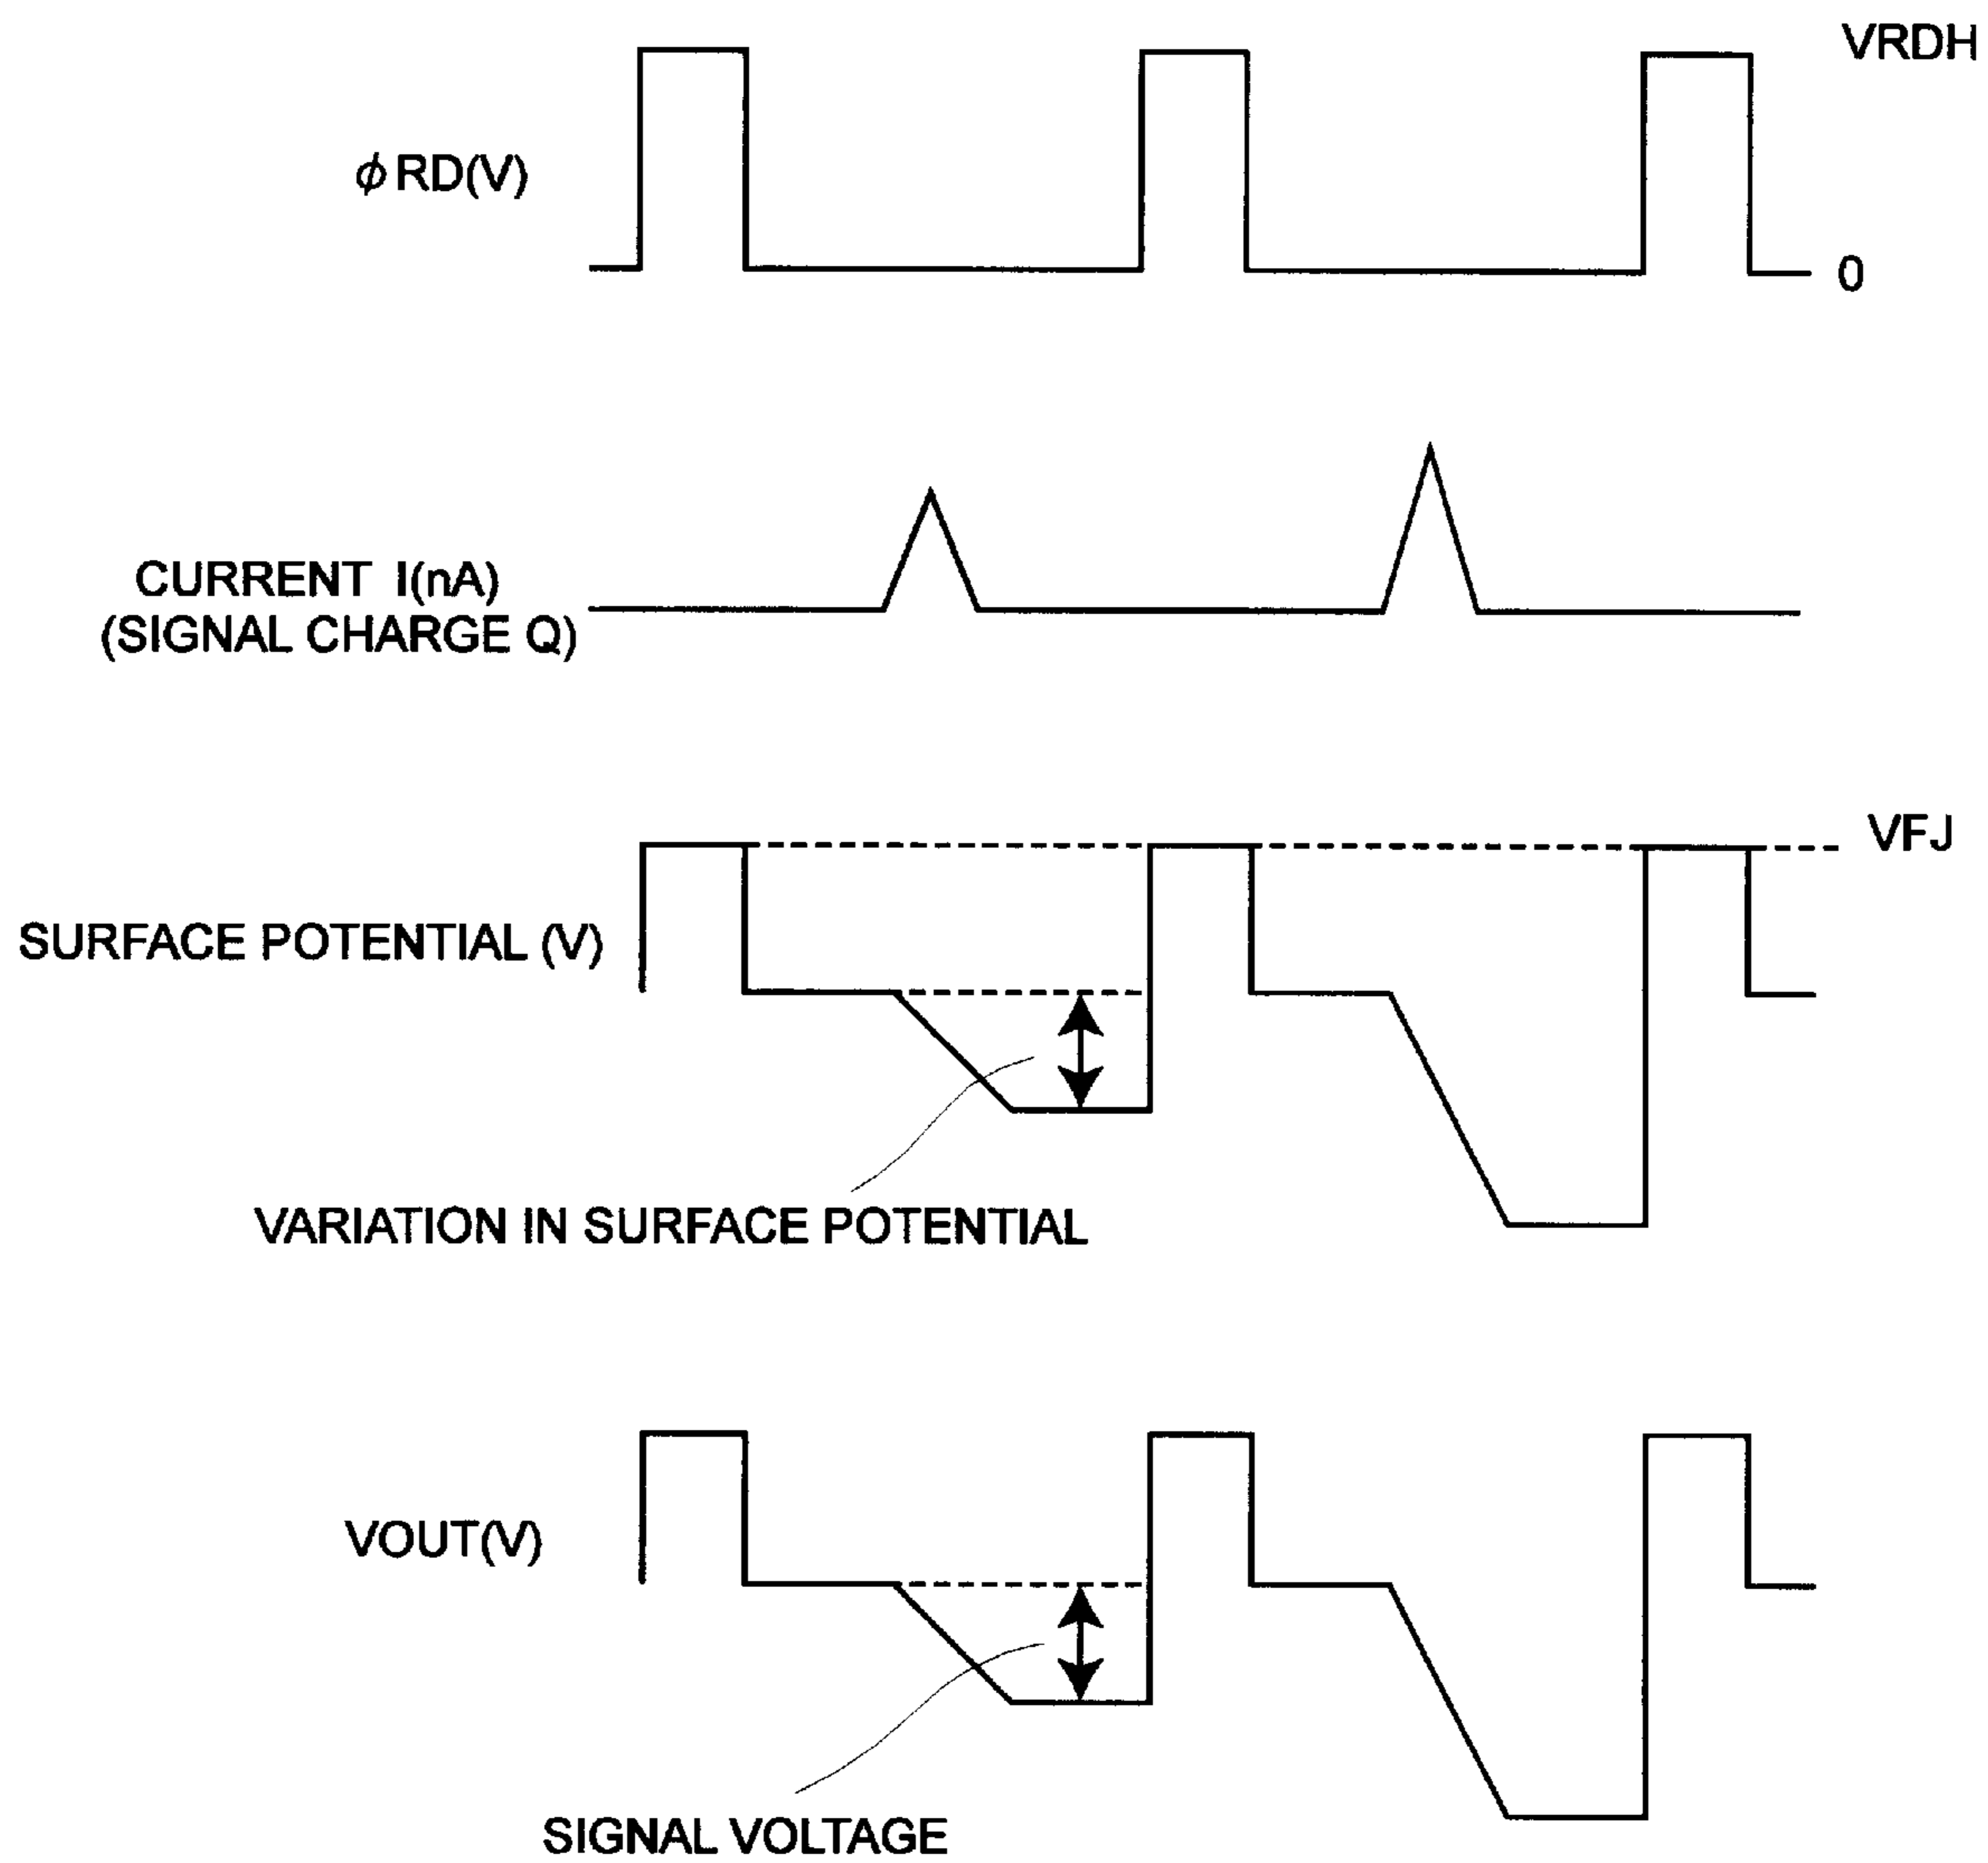 VRDH
ϕRD(V)
0
CURRENT I(nA)
(SIGNAL CHARGE Q)
VFJ
SURFACE POTENTIAL (V)
VARIATION IN SURFACE POTENTIAL
VOUT(V)
SIGNAL VOLTAGE